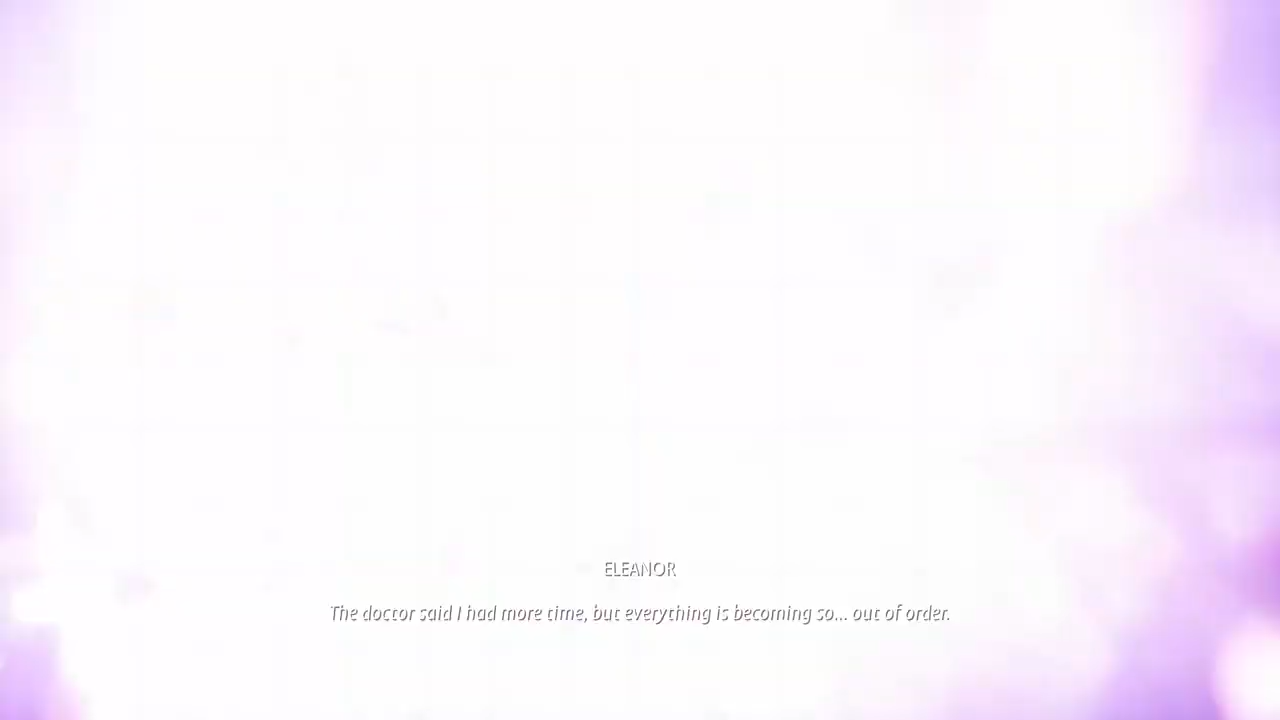 ELEANOR
The doctor said I had more time, but everything is becoming so... out of order.